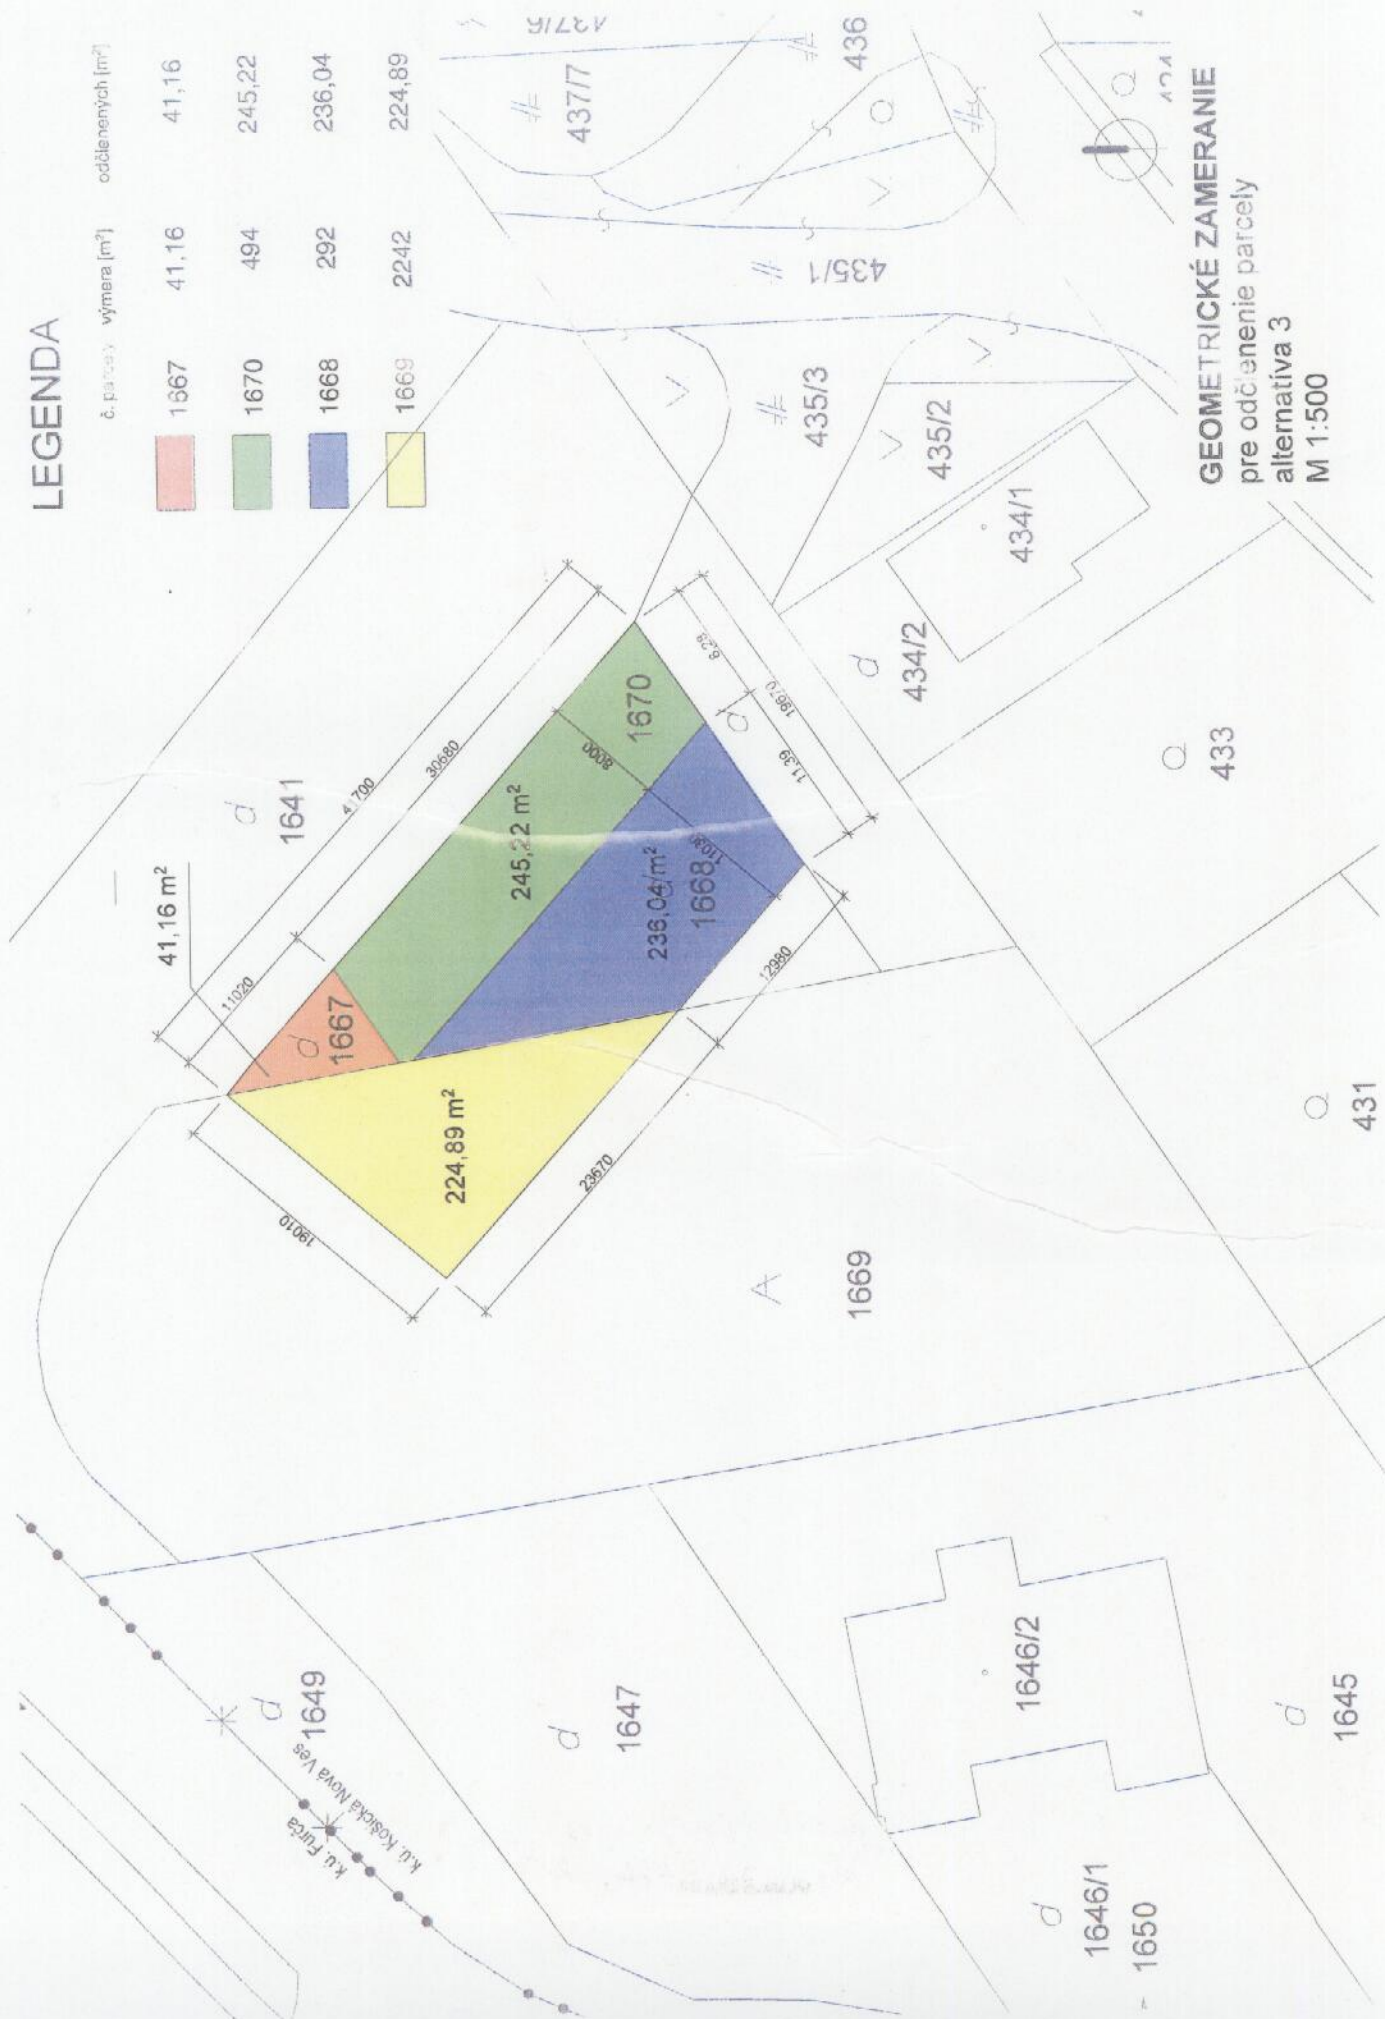 LEGENDA
č. parcely výmera [m²] odčlenených [m²]
1667 41,16 41,16
1670 494 245,22
1668 292 236,04
1669 2242 224,89
437/7
436
435/1
435/3
435/2
434/1
434/2
433
431
1641
41,16 m²
1667
1670
245,22 m²
236,04 m²
1668
224,89 m²
41700
30680
11020
8000
6,28
19670
11,39
12980
23670
19010
1669
1649
k.ú. Furča
k.ú. Košická Nová Ves
1647
1646/2
1646/1
1650
1645
GEOMETRICKÉ ZAMERANIE
pre odčlenenie parcely
alternatíva 3
M 1:500